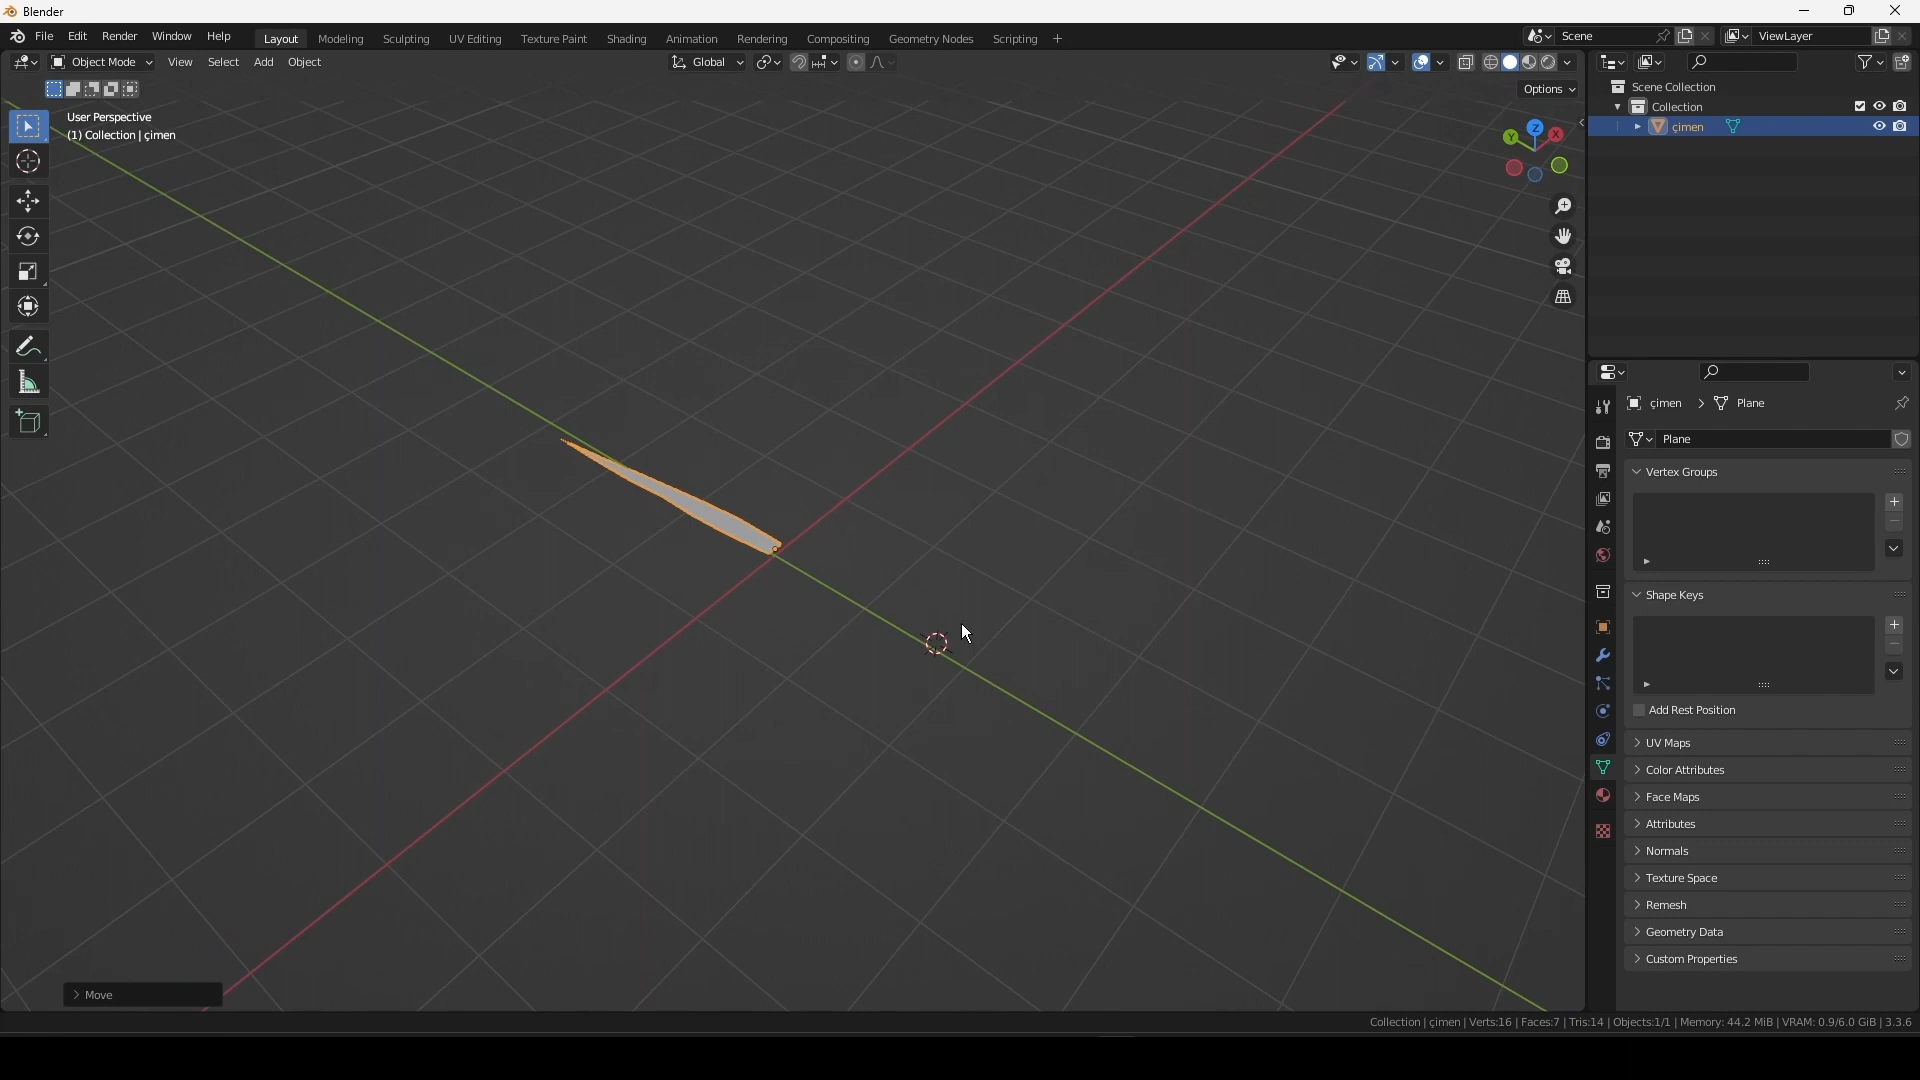 Blender
File Edit Render Window Help Layout Modeling Sculpting UV Editing Texture Paint Shading Animation Rendering Compositing Geometry Nodes Scripting + Scene ViewLayer
Object Mode View Select Add Object Global
Options
User Perspective
(1) Collection | çimen
Z
Y
X
Scene Collection
Collection
çimen
çimen > Plane
Plane
Vertex Groups
Shape Keys
Add Rest Position
UV Maps
Color Attributes
Face Maps
Attributes
Normals
Texture Space
Remesh
Geometry Data
Custom Properties
> Move
Collection | çimen | Verts:16 | Faces:7 | Tris:14 | Objects:1/1 | Memory: 44.2 MiB | VRAM: 0.9/6.0 GiB | 3.3.6